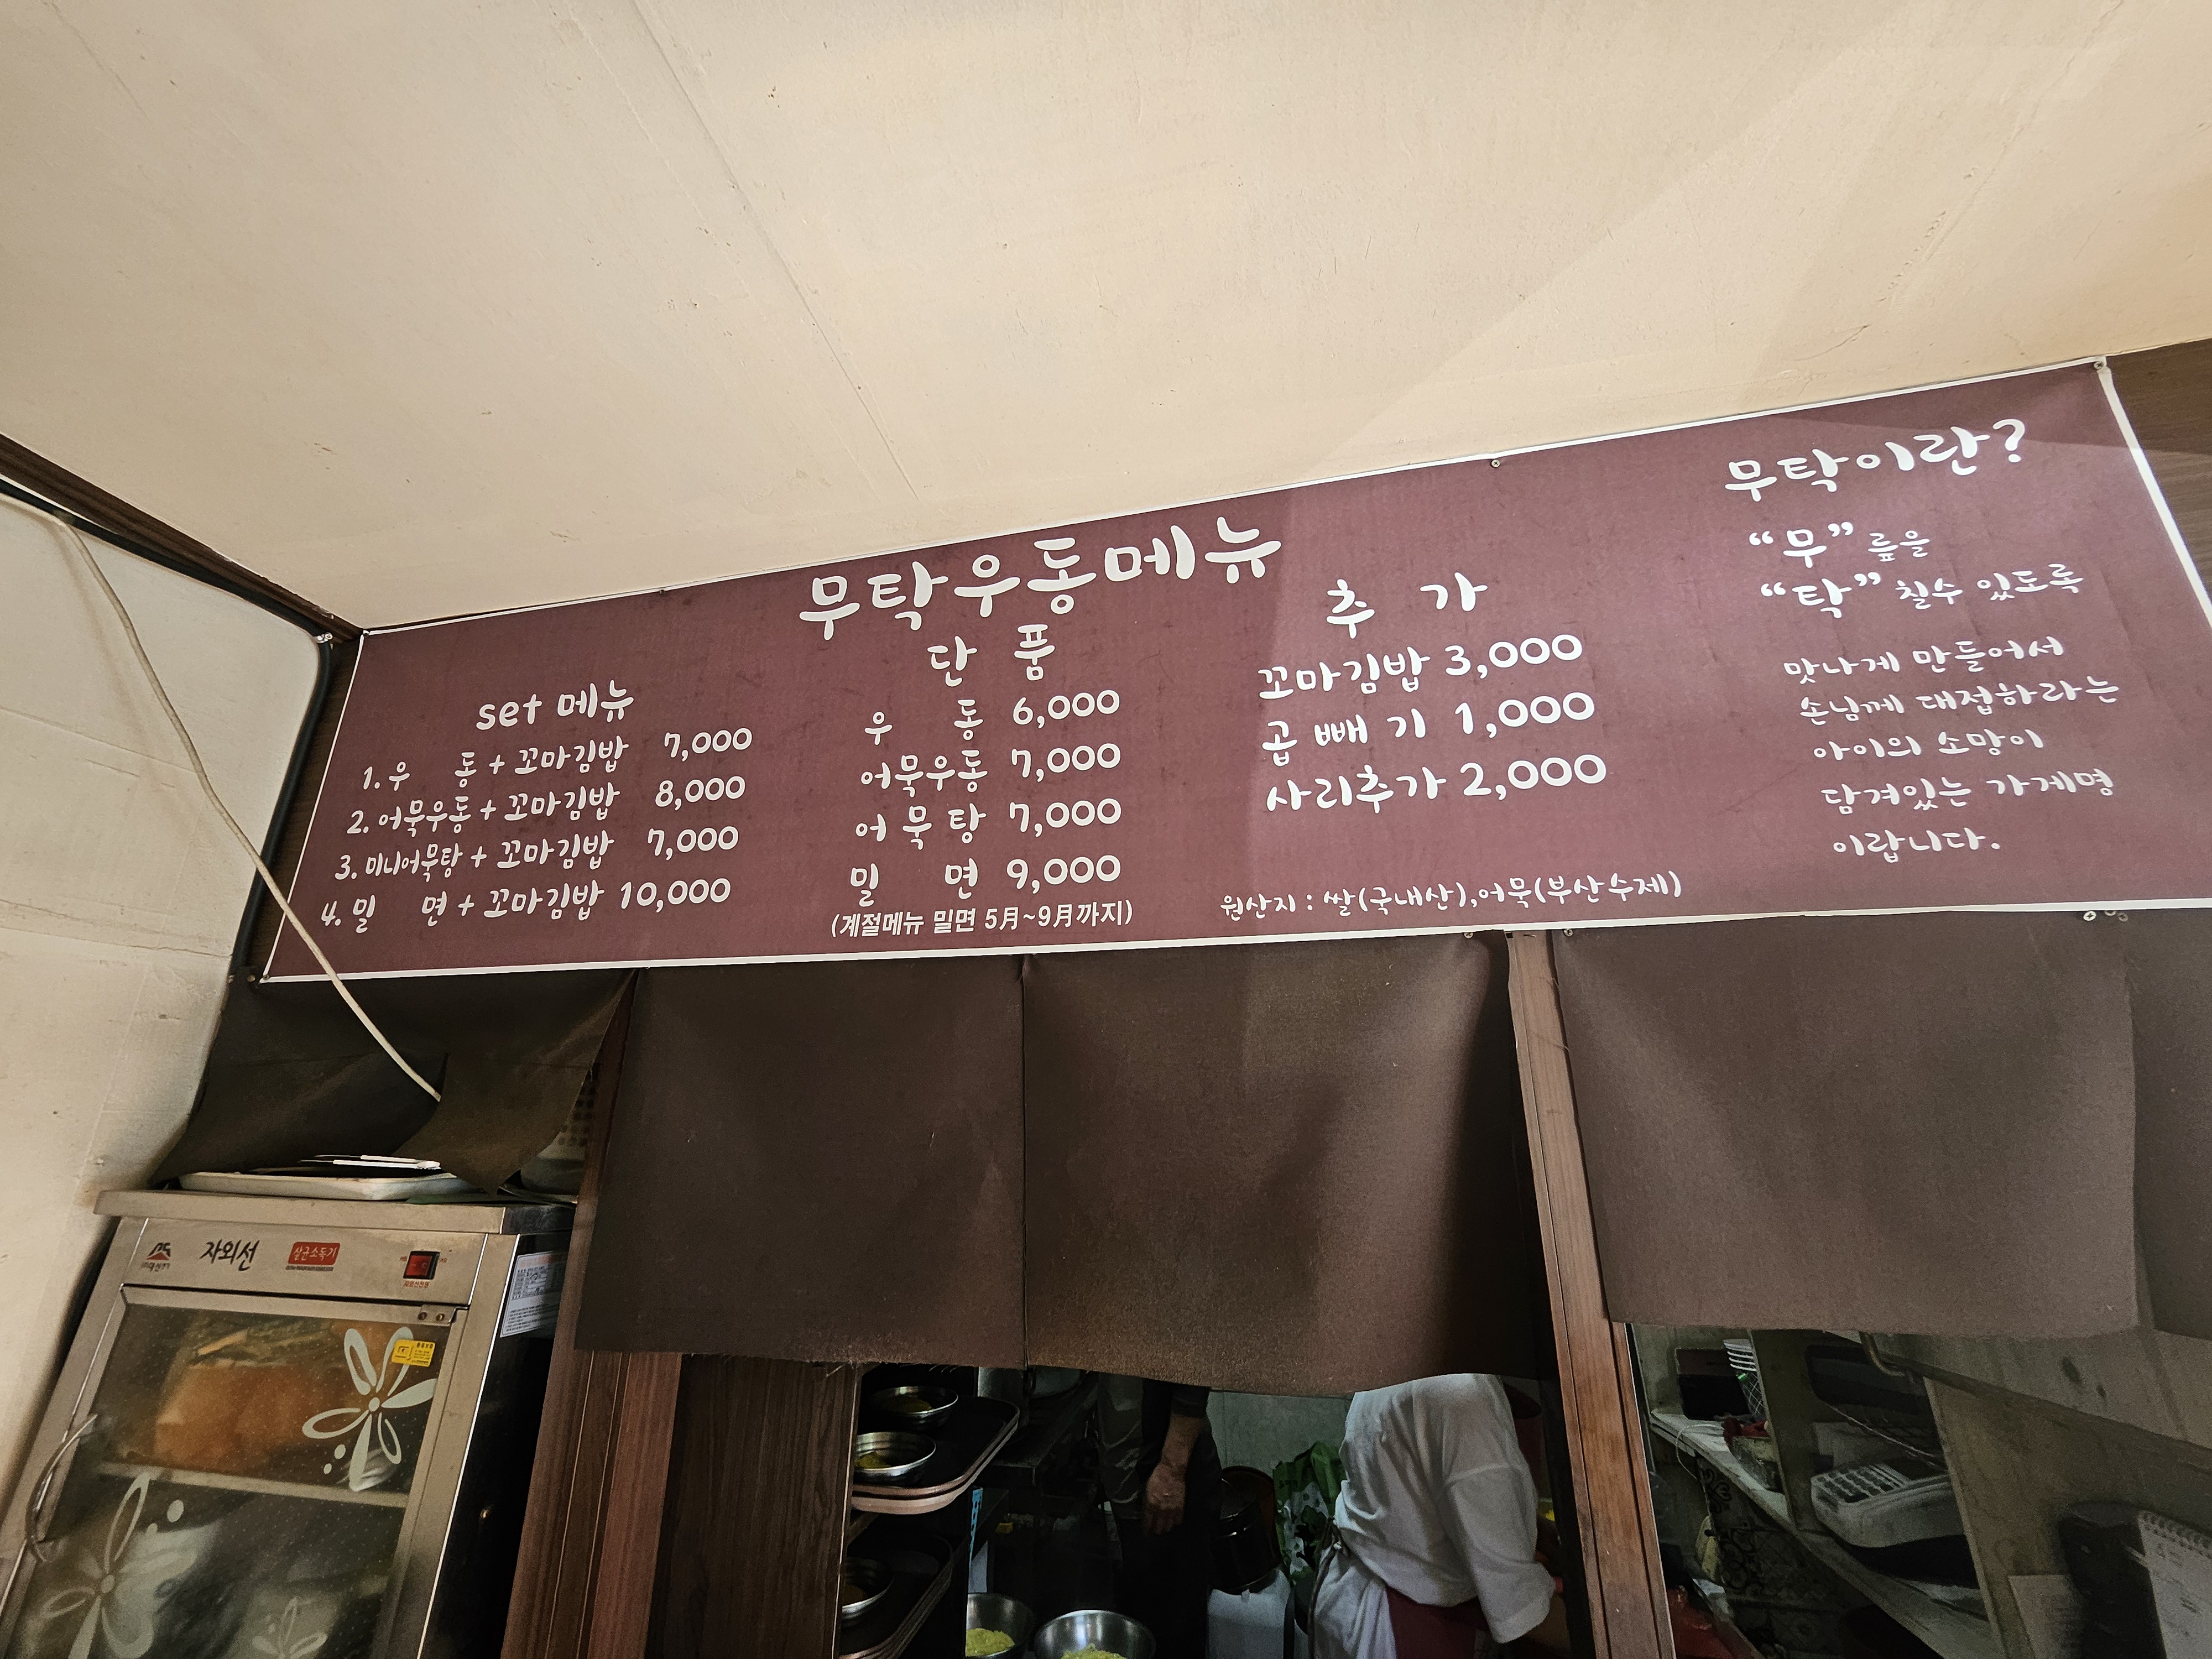 무탁우동메뉴
set 메뉴
1. 우 동 + 꼬마김밥 7,000
2. 어묵우동 + 꼬마김밥 8,000
3. 미니어묵탕 + 꼬마김밥 7,000
4. 밀 면 + 꼬마김밥 10,000
단 품
우 동 6,000
어묵우동 7,000
어 묵 탕 7,000
밀 면 9,000
(계절메뉴 밀면 5月~9月까지)
추 가
꼬마김밥 3,000
곱 빼 기 1,000
사리추가 2,000
원산지 : 쌀(국내산),어묵(부산수제)
무탁이란?
“무”릎을
“탁” 칠수 있도록
맛나게 만들어서
손님께 대접하라는
아이의 소망이
담겨있는 가게명
이랍니다.
자외선
살균소독기